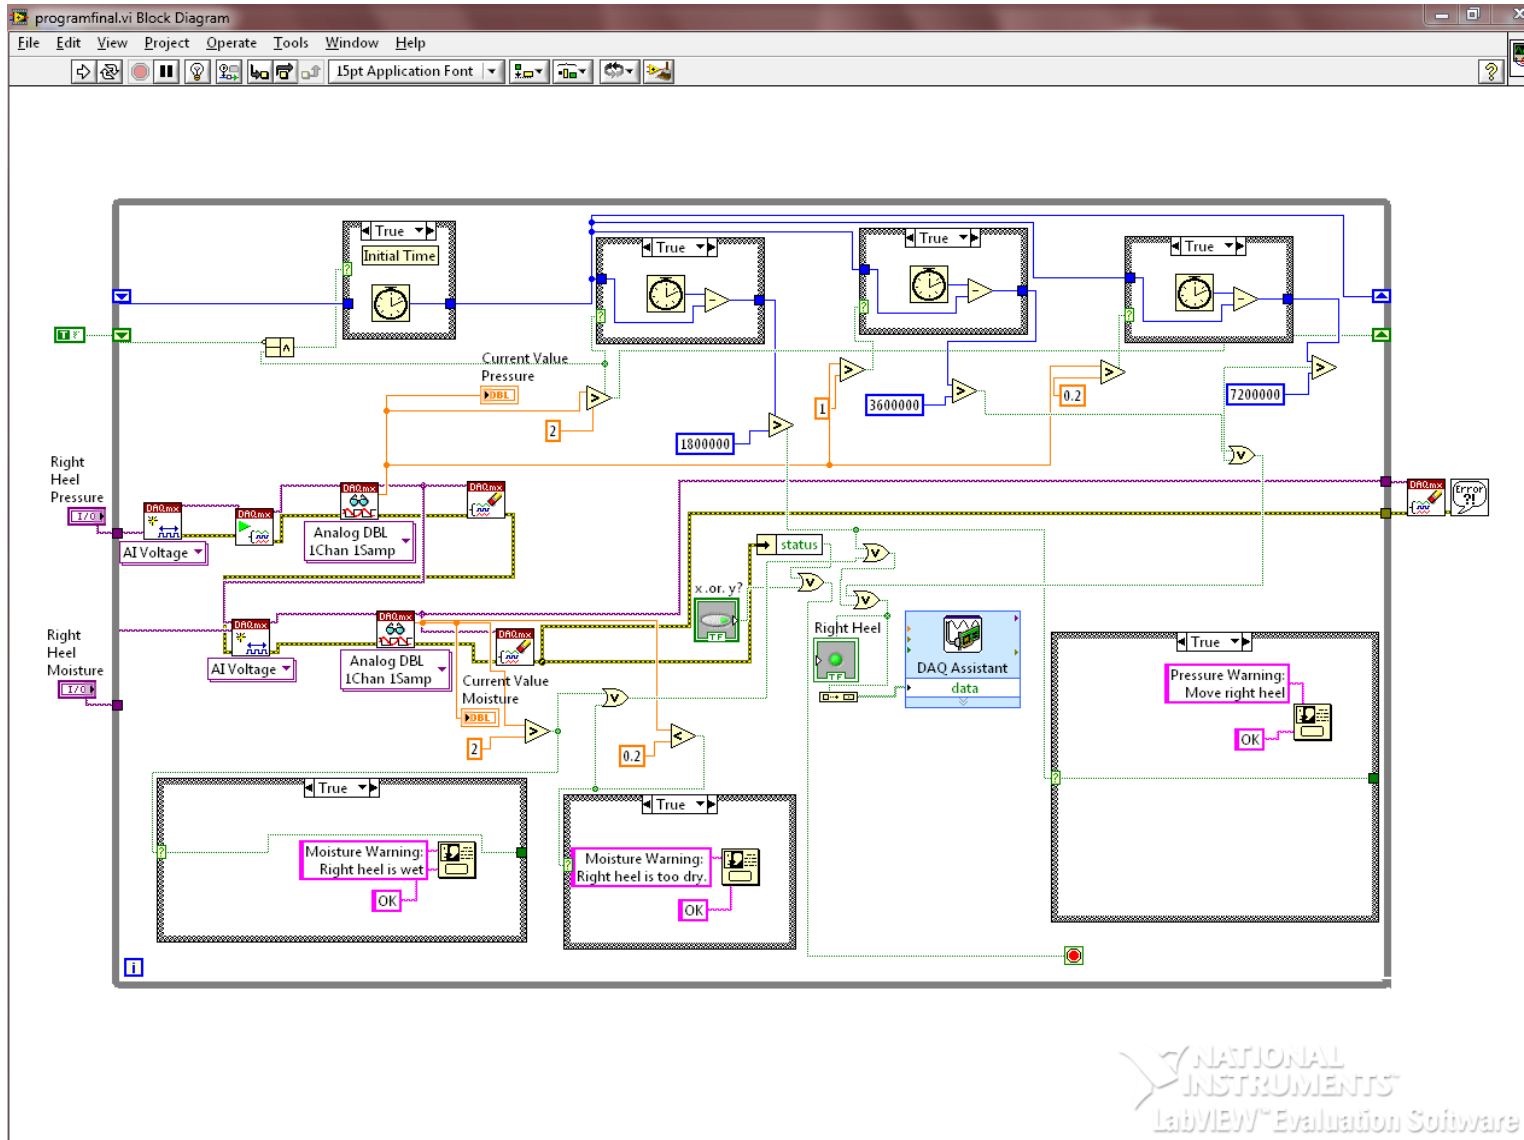 programfinal.vi Block Diagram
File Edit View Project Operate Tools Window Help
15pt Application Font
?
True
Initial Time
?
True
?
True
?
True
?
TF
Current Value
Pressure
DBL
2
1800000
1
3600000
0.2
7200000
Right
Heel
Pressure
I/O
DAQmx
DAQmx
DAQmx
DAQmx
AI Voltage
Analog DBL
1Chan 1Samp
DAQmx
Error
?!
status
x .or. y?
TF
Right
Heel
Moisture
I/O
DAQmx
DAQmx
DAQmx
AI Voltage
Analog DBL
1Chan 1Samp
Current Value
Moisture
DBL
2
0.2
Right Heel
TF
DAQ Assistant
data
True
Pressure Warning:
Move right heel
OK
?
True
Moisture Warning:
Right heel is wet
OK
?
True
Moisture Warning:
Right heel is too dry.
OK
?
i
NATIONAL
INSTRUMENTS™
LabVIEW™ Evaluation Software